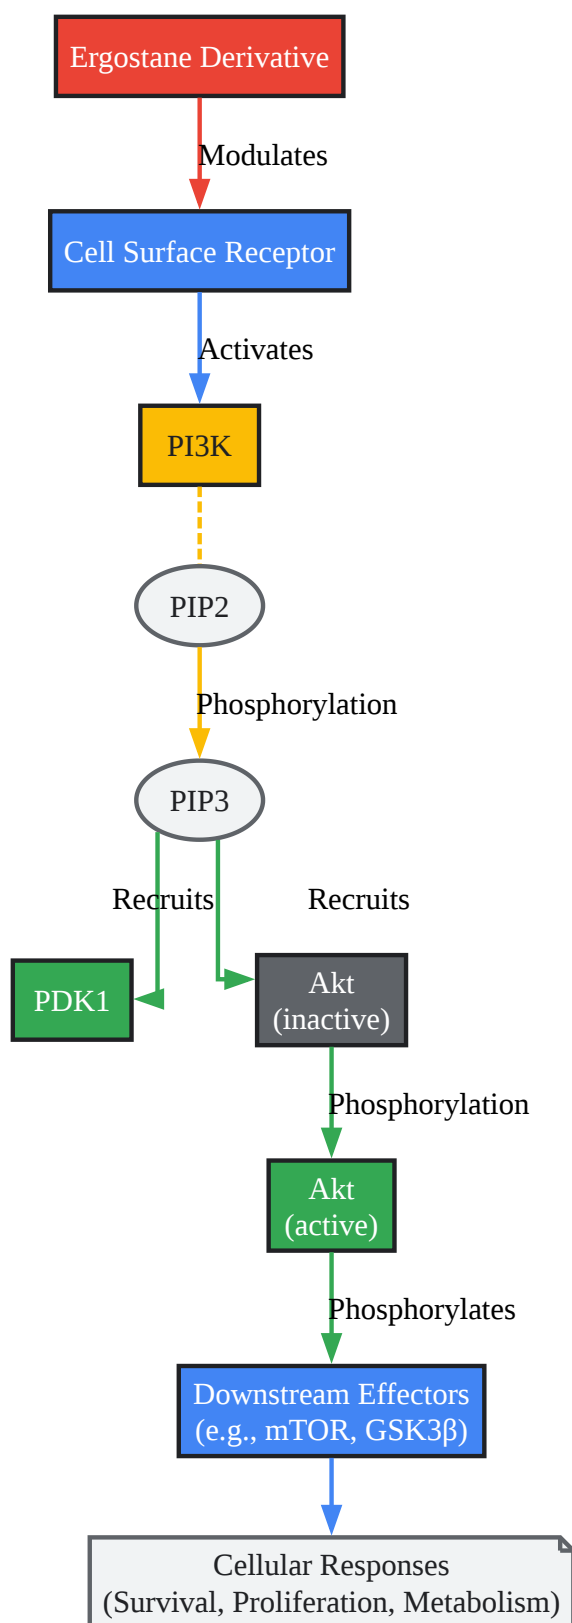 Ergostane Derivative
Modulates
Cell Surface Receptor
Activates
PI3K
PIP2
Phosphorylation
PIP3
Recruits
Recruits
PDK1
Akt
(inactive)
Phosphorylation
Akt
(active)
Phosphorylates
Downstream Effectors
(e.g., mTOR, GSK3β)
Cellular Responses
(Survival, Proliferation, Metabolism)